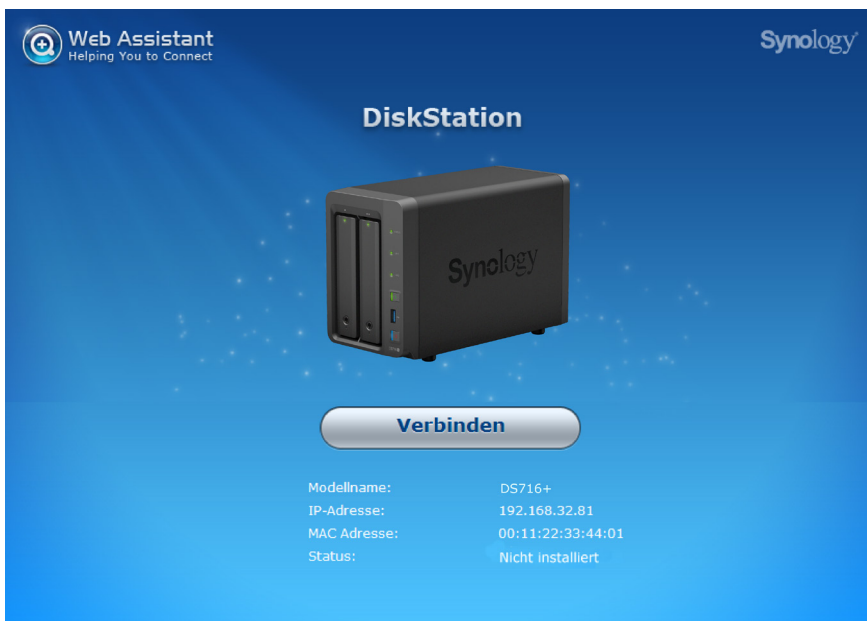 Web Assistant
Helping You to Connect
Synology
DiskStation
Synology
Verbinden
Modellname: DS716+
IP-Adresse: 192.168.32.81
MAC Adresse: 00:11:22:33:44:01
Status: Nicht installiert